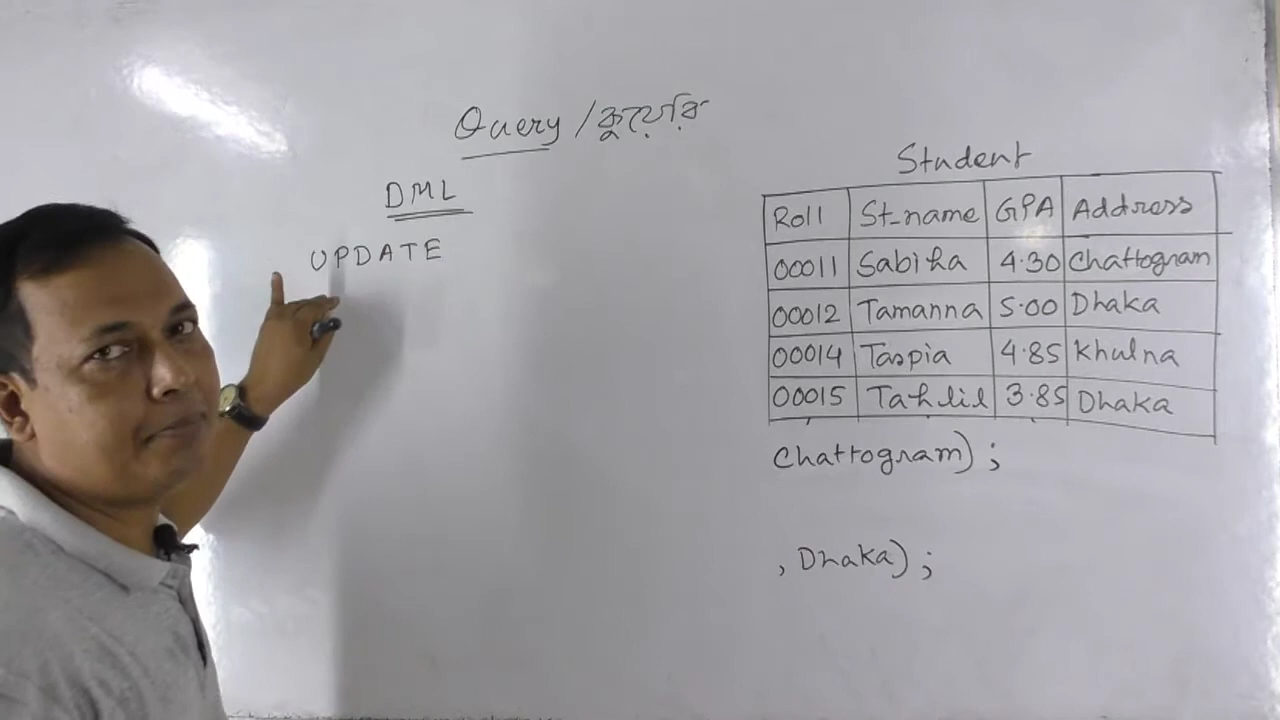 Query / কুয়েরি
DML
UPDATE
Student
Roll St_name GPA Address
00011 Sabiha 4.30 Chattogram
00012 Tamanna 5.00 Dhaka
00014 Taspia 4.85 Khulna
00015 Tahlil 3.85 Dhaka
Chattogram);
, Dhaka);